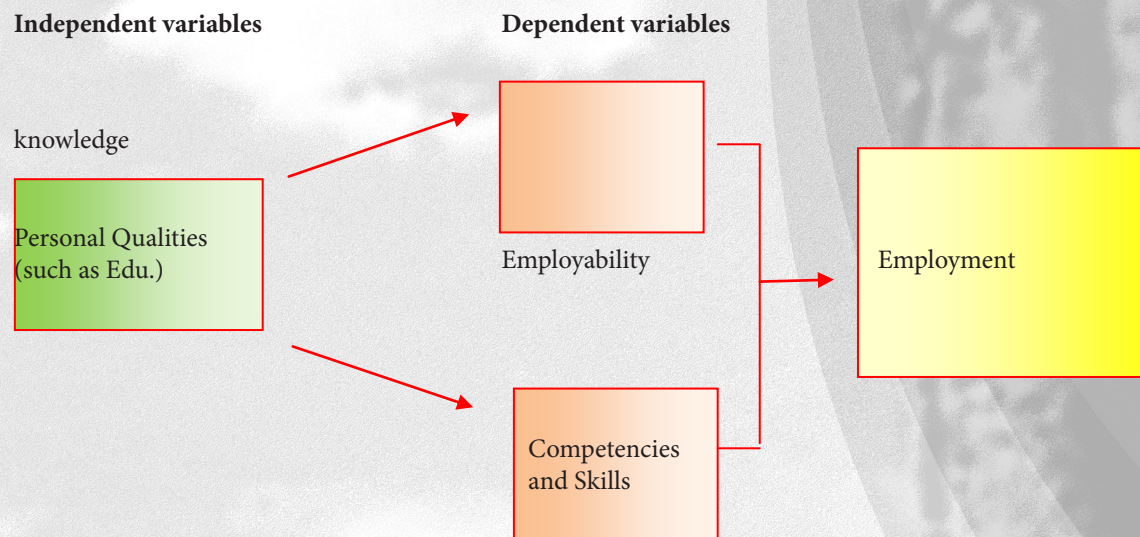 Independent variables
Dependent variables
knowledge
Personal Qualities
(such as Edu.)
Employability
Employment
Competencies
and Skills